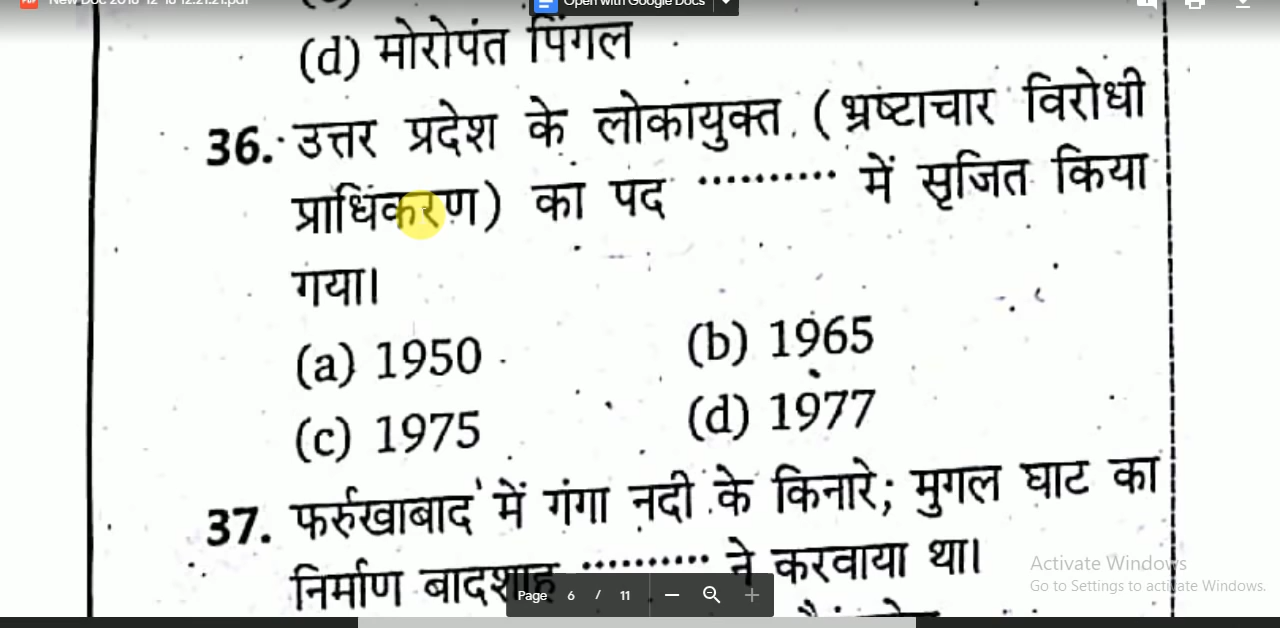 New Doc 2018-12-18 12.21.21.pdf
Open with Google Docs
(d) मोरोपंत पिंगल
36. उत्तर प्रदेश के लोकायुक्त (भ्रष्टाचार विरोधी
प्राधिकरण) का पद .......... में सृजित किया
गया।
(a) 1950 (b) 1965
(c) 1975 (d) 1977
37. फर्रुखाबाद में गंगा नदी के किनारे; मुगल घाट का
निर्माण बादशाह .......... ने करवाया था।
Activate Windows
Go to Settings to activate Windows.
Page 6 / 11